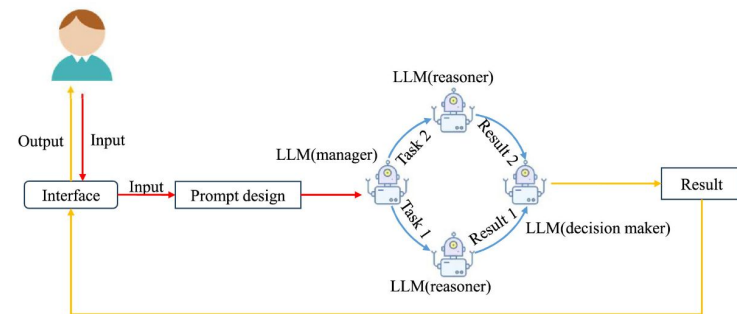 LLM(reasoner)
Output
Input
LLM(manager)
Task 2
Result 2
Interface
Input
Prompt design
Result
Task 1
Result 1
LLM(decision maker)
LLM(reasoner)